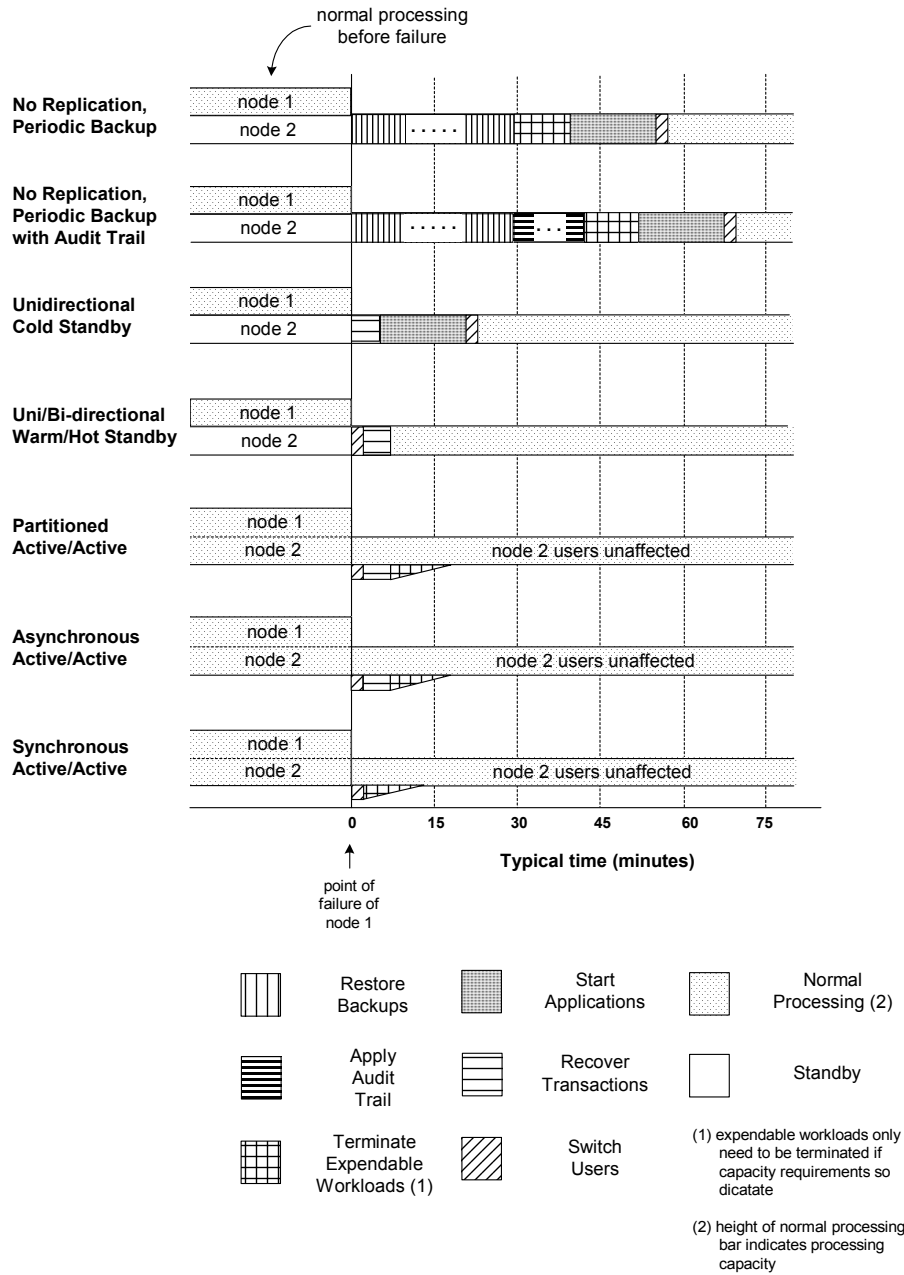 normal processing
before failure
No Replication,
Periodic Backup
node 1
node 2
No Replication,
Periodic Backup
with Audit Trail
node 1
node 2
Unidirectional
Cold Standby
node 1
node 2
Uni/Bi-directional
Warm/Hot Standby
node 1
node 2
Partitioned
Active/Active
node 1
node 2
node 2 users unaffected
Asynchronous
Active/Active
node 1
node 2
node 2 users unaffected
Synchronous
Active/Active
node 1
node 2
node 2 users unaffected
0 15 30 45 60 75
Typical time (minutes)
point of
failure of
node 1
Restore
Backups
Start
Applications
Normal
Processing (2)
Apply
Audit
Trail
Recover
Transactions
Standby
Terminate
Expendable
Workloads (1)
Switch
Users
(1) expendable workloads only
need to be terminated if
capacity requirements so
dicatate
(2) height of normal processing
bar indicates processing
capacity